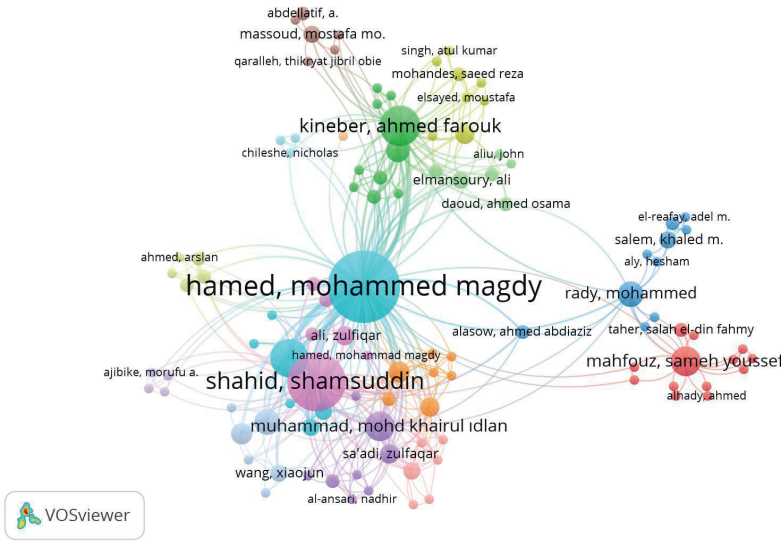 abdellatif, a.
massoud, mostafa mo.
qaralleh, thikryat jibril obie
singh, atul kumar
mohandes, saeed reza
elsayed, moustafa
kineber, ahmed farouk
chileshe, nicholas
aliu, john
elmansoury, ali
daoud, ahmed osama
el-reafay, adel m.
salem, khaled m.
aly, hesham
ahmed, arslan
hamed, mohammed magdy
rady, mohammed
alasow, ahmed abdiaziz
taher, salah el-din fahmy
ali, zulfiqar
hamed, mohammad magdy
mahfouz, sameh youssef
ajibike, morufu a.
shahid, shamsuddin
alhady, ahmed
muhammad, mohd khairul ıdlan
sa'adi, zulfaqar
wang, xiaojun
al-ansari, nadhir
VOSviewer